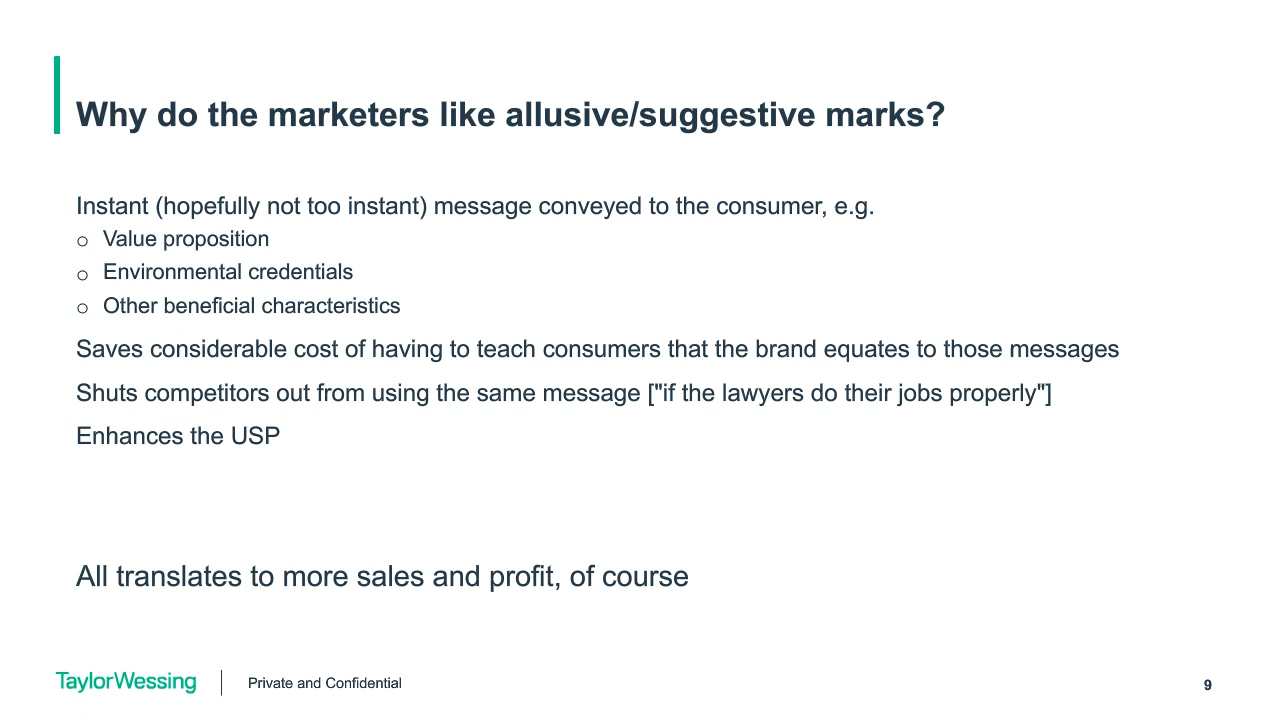 Why do the marketers like allusive/suggestive marks?
Instant (hopefully not too instant) message conveyed to the consumer, e.g.
o Value proposition
o Environmental credentials
o Other beneficial characteristics
Saves considerable cost of having to teach consumers that the brand equates to those messages
Shuts competitors out from using the same message ["if the lawyers do their jobs properly"]
Enhances the USP
All translates to more sales and profit, of course
TaylorWessing
Private and Confidential
9